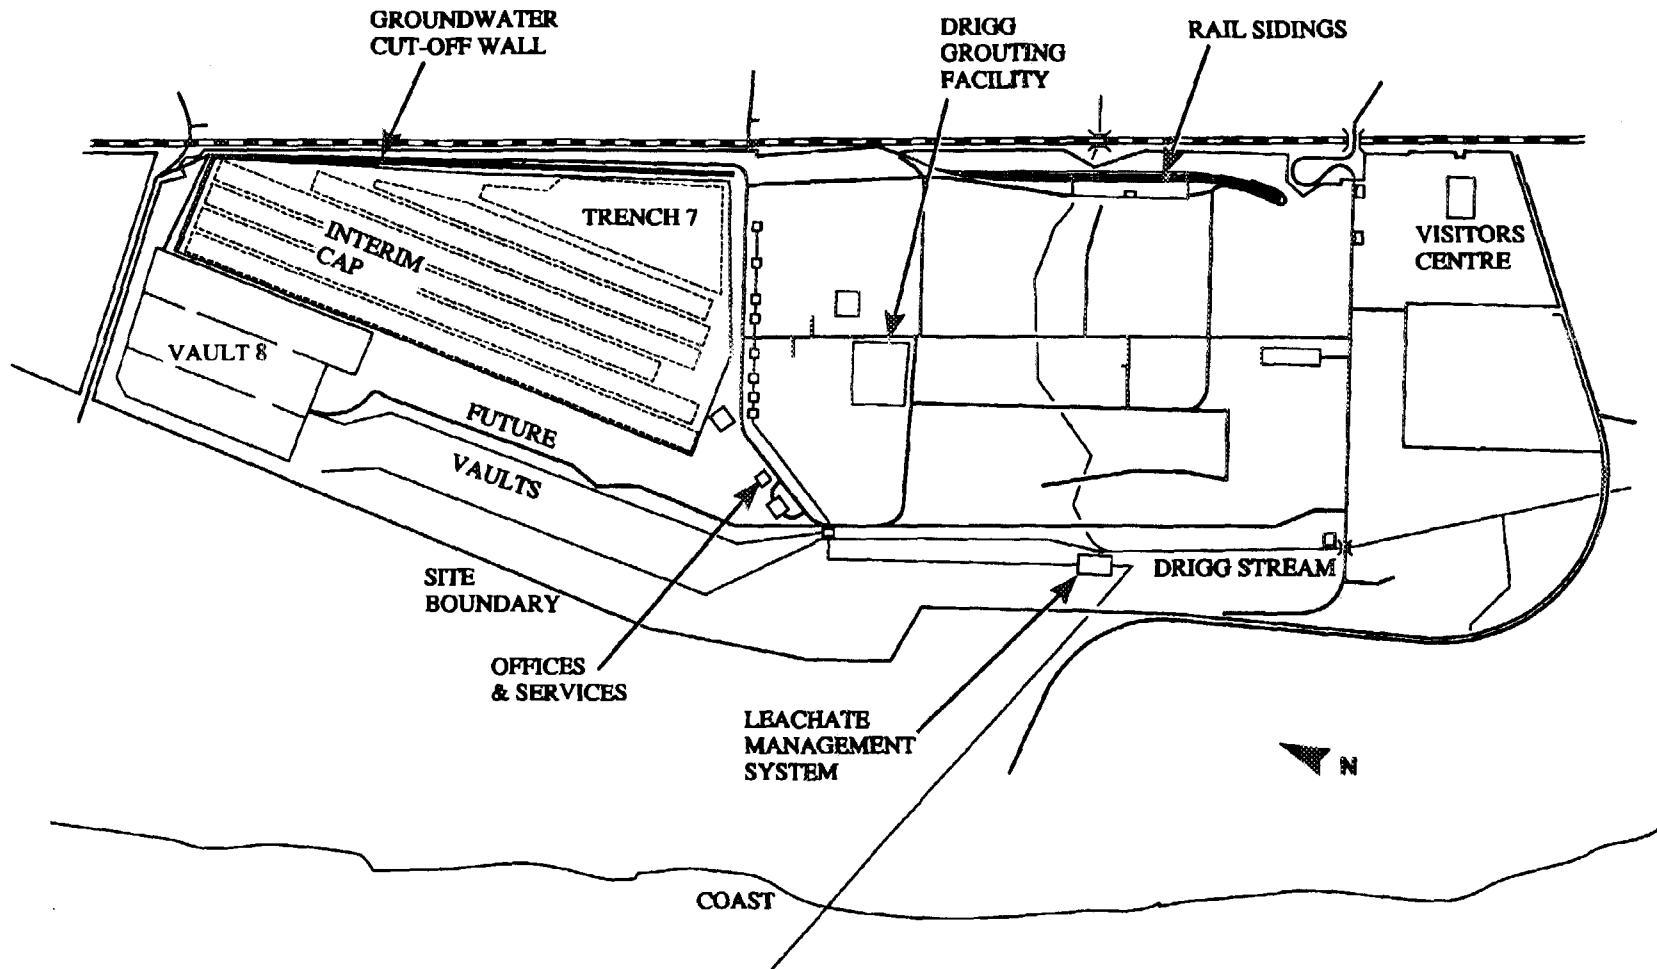 GROUNDWATER
CUT-OFF WALL
DRIGG
GROUTING
FACILITY
RAIL SIDINGS
TRENCH 7
INTERIM
CAP
VISITORS
CENTRE
VAULT 8
FUTURE
VAULTS
SITE
BOUNDARY
DRIGG STREAM
OFFICES
& SERVICES
LEACHATE
MANAGEMENT
SYSTEM
N
COAST